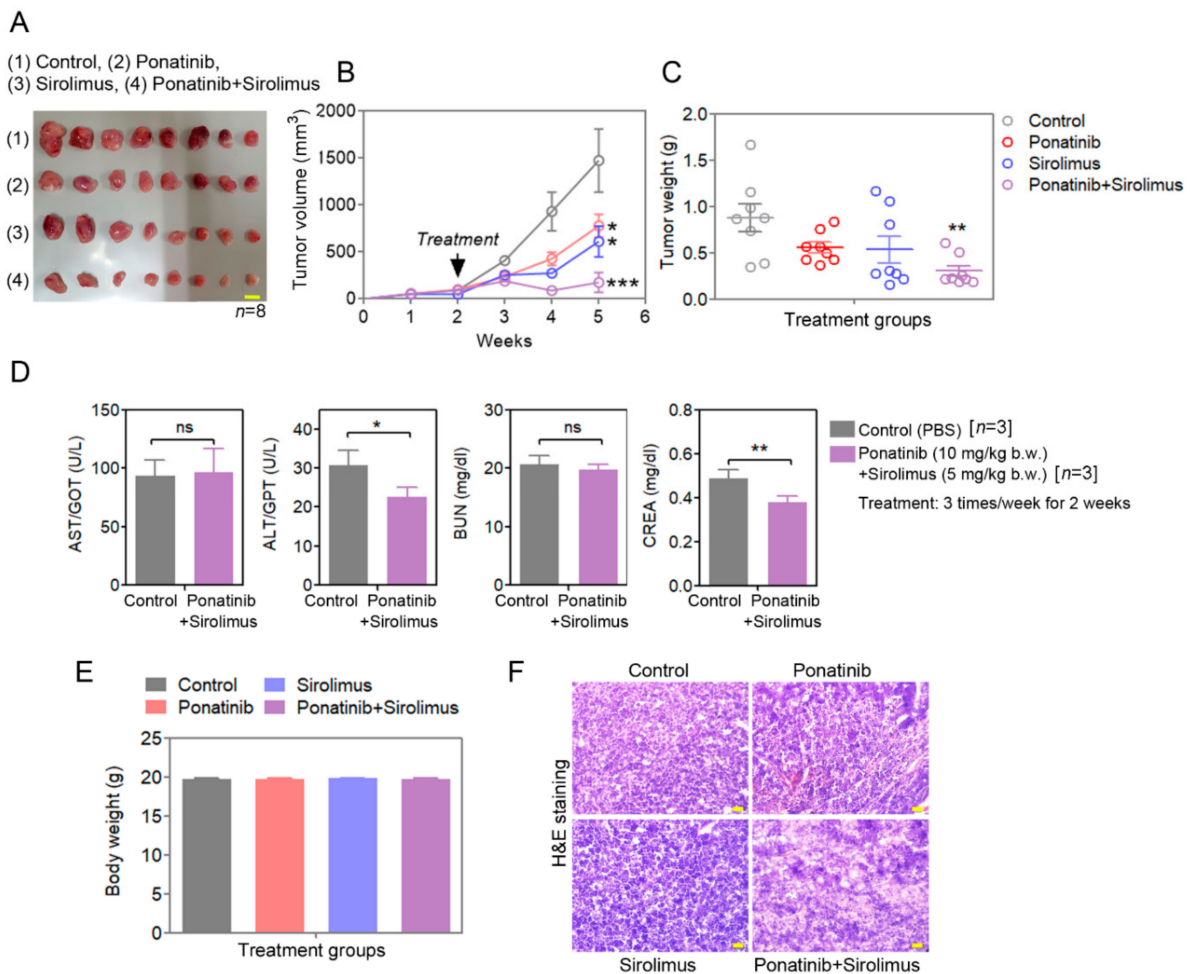 A
(1) Control, (2) Ponatinib,
(3) Sirolimus, (4) Ponatinib+Sirolimus
(1)
(2)
(3)
(4)
n=8
B
Tumor volume (mm³)
2000
1500
1000
500
0
Treatment
*
*
***
0 1 2 3 4 5 6
Weeks
C
Tumor weight (g)
2.0
1.5
1.0
0.5
0.0
**
Treatment groups
Control
Ponatinib
Sirolimus
Ponatinib+Sirolimus
D
AST/GOT (U/L)
150
100
50
0
ns
Control Ponatinib
+Sirolimus
ALT/GPT (U/L)
40
30
20
10
0
*
Control Ponatinib
+Sirolimus
BUN (mg/dl)
30
20
10
0
ns
Control Ponatinib
+Sirolimus
CREA (mg/dl)
0.8
0.6
0.4
0.2
0.0
**
Control Ponatinib
+Sirolimus
Control (PBS) [n=3]
Ponatinib (10 mg/kg b.w.)
+Sirolimus (5 mg/kg b.w.) [n=3]
Treatment: 3 times/week for 2 weeks
E
Control
Sirolimus
Ponatinib
Ponatinib+Sirolimus
Body weight (g)
25
20
15
10
5
0
Treatment groups
F
Control
Ponatinib
H&E staining
Sirolimus
Ponatinib+Sirolimus